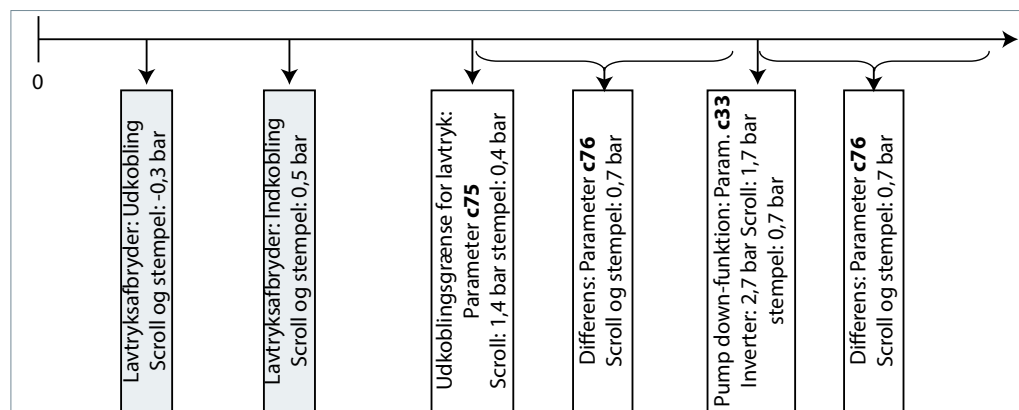 0
Lavtryksafbryder: Udkobling
Scroll og stempel: -0,3 bar
Lavtryksafbryder: Indkobling
Scroll og stempel: 0,5 bar
Udkoblingsgrænse for lavtryk:
Parameter c75
Scroll: 1,4 bar stempel: 0,4 bar
Differens: Parameter c76
Scroll og stempel: 0,7 bar
Pump down-funktion: Param. c33
Inverter: 2,7 bar Scroll: 1,7 bar
stempel: 0,7 bar
Differens: Parameter c76
Scroll og stempel: 0,7 bar